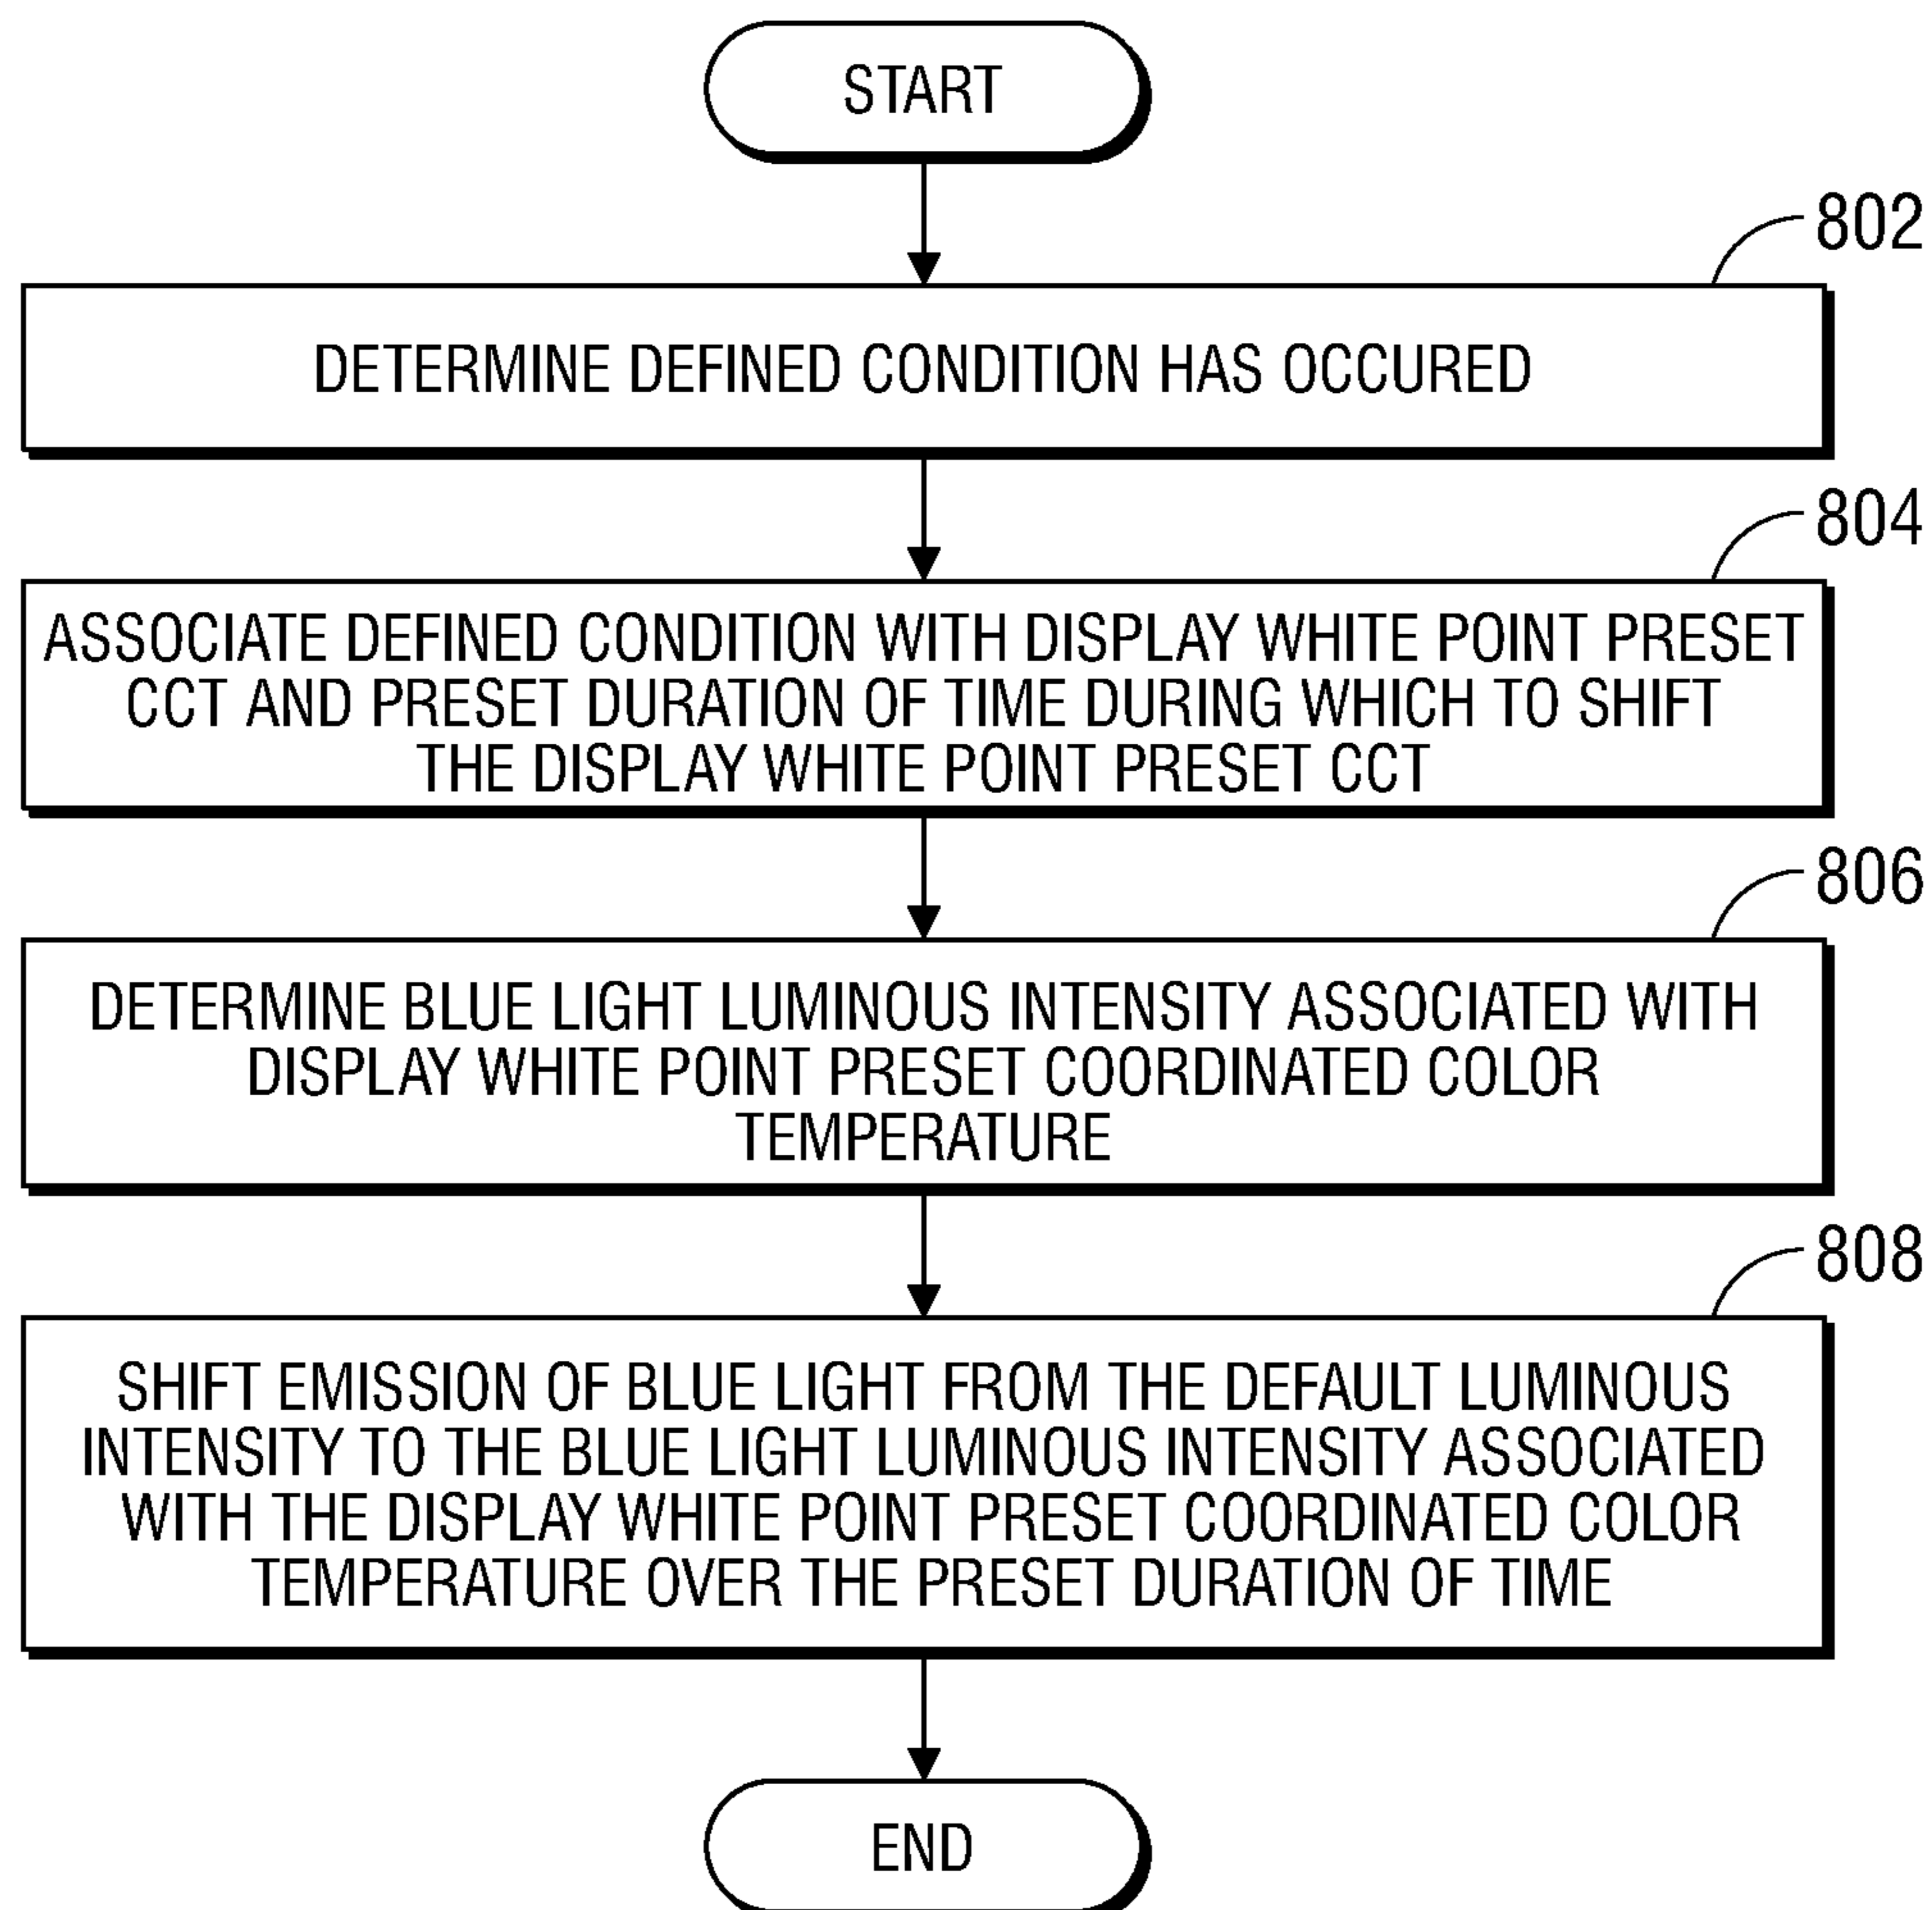 START
802
DETERMINE DEFINED CONDITION HAS OCCURED
804
ASSOCIATE DEFINED CONDITION WITH DISPLAY WHITE POINT PRESET
CCT AND PRESET DURATION OF TIME DURING WHICH TO SHIFT
THE DISPLAY WHITE POINT PRESET CCT
806
DETERMINE BLUE LIGHT LUMINOUS INTENSITY ASSOCIATED WITH
DISPLAY WHITE POINT PRESET COORDINATED COLOR
TEMPERATURE
808
SHIFT EMISSION OF BLUE LIGHT FROM THE DEFAULT LUMINOUS
INTENSITY TO THE BLUE LIGHT LUMINOUS INTENSITY ASSOCIATED
WITH THE DISPLAY WHITE POINT PRESET COORDINATED COLOR
TEMPERATURE OVER THE PRESET DURATION OF TIME
END